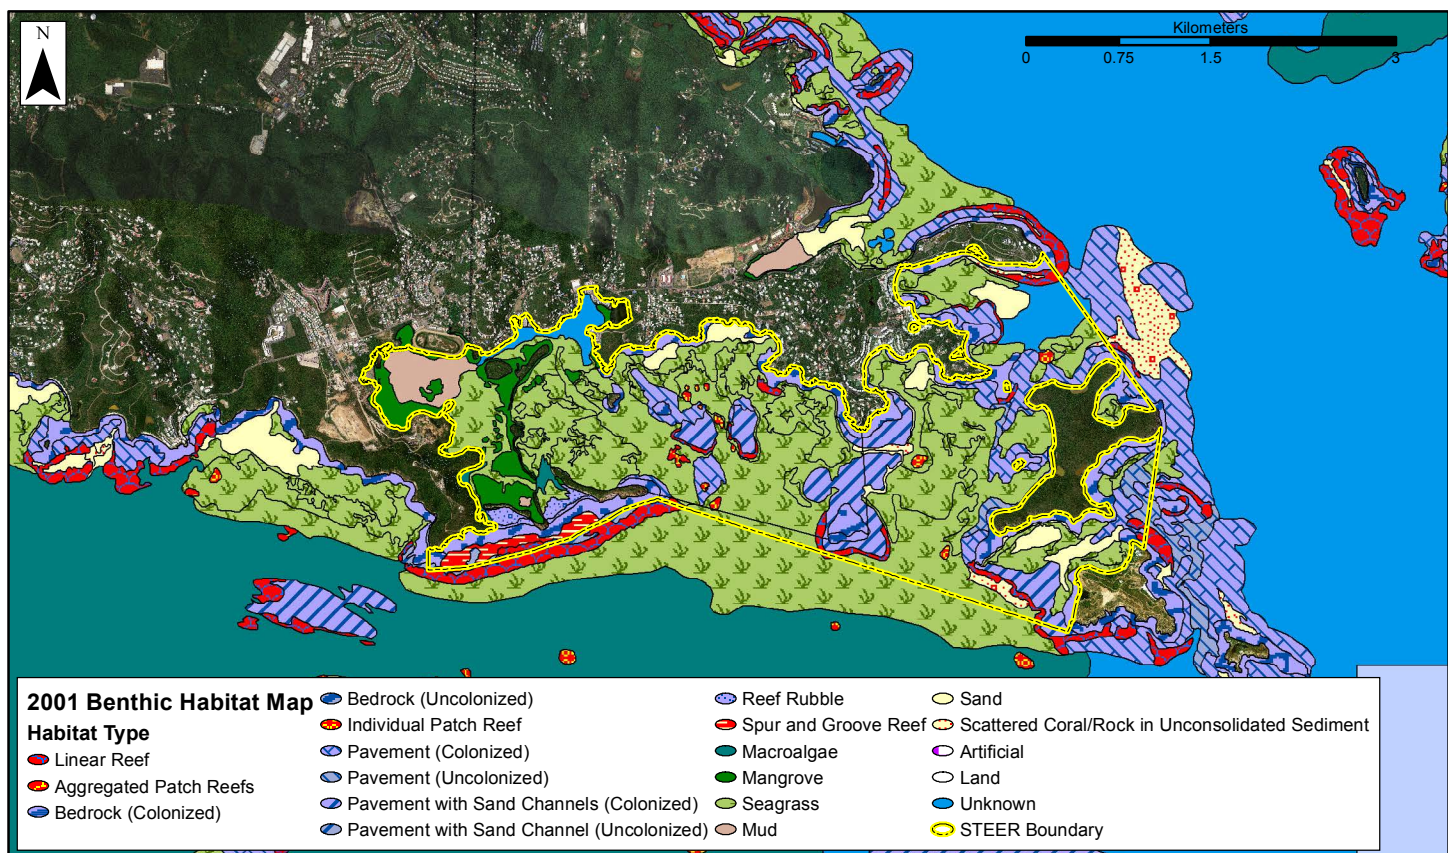 N
Kilometers
0 0.75 1.5 3
2001 Benthic Habitat Map
Habitat Type
Linear Reef
Aggregated Patch Reefs
Bedrock (Colonized)
Bedrock (Uncolonized)
Individual Patch Reef
Pavement (Colonized)
Pavement (Uncolonized)
Pavement with Sand Channels (Colonized)
Pavement with Sand Channel (Uncolonized)
Reef Rubble
Spur and Groove Reef
Macroalgae
Mangrove
Seagrass
Mud
Sand
Scattered Coral/Rock in Unconsolidated Sediment
Artificial
Land
Unknown
STEER Boundary